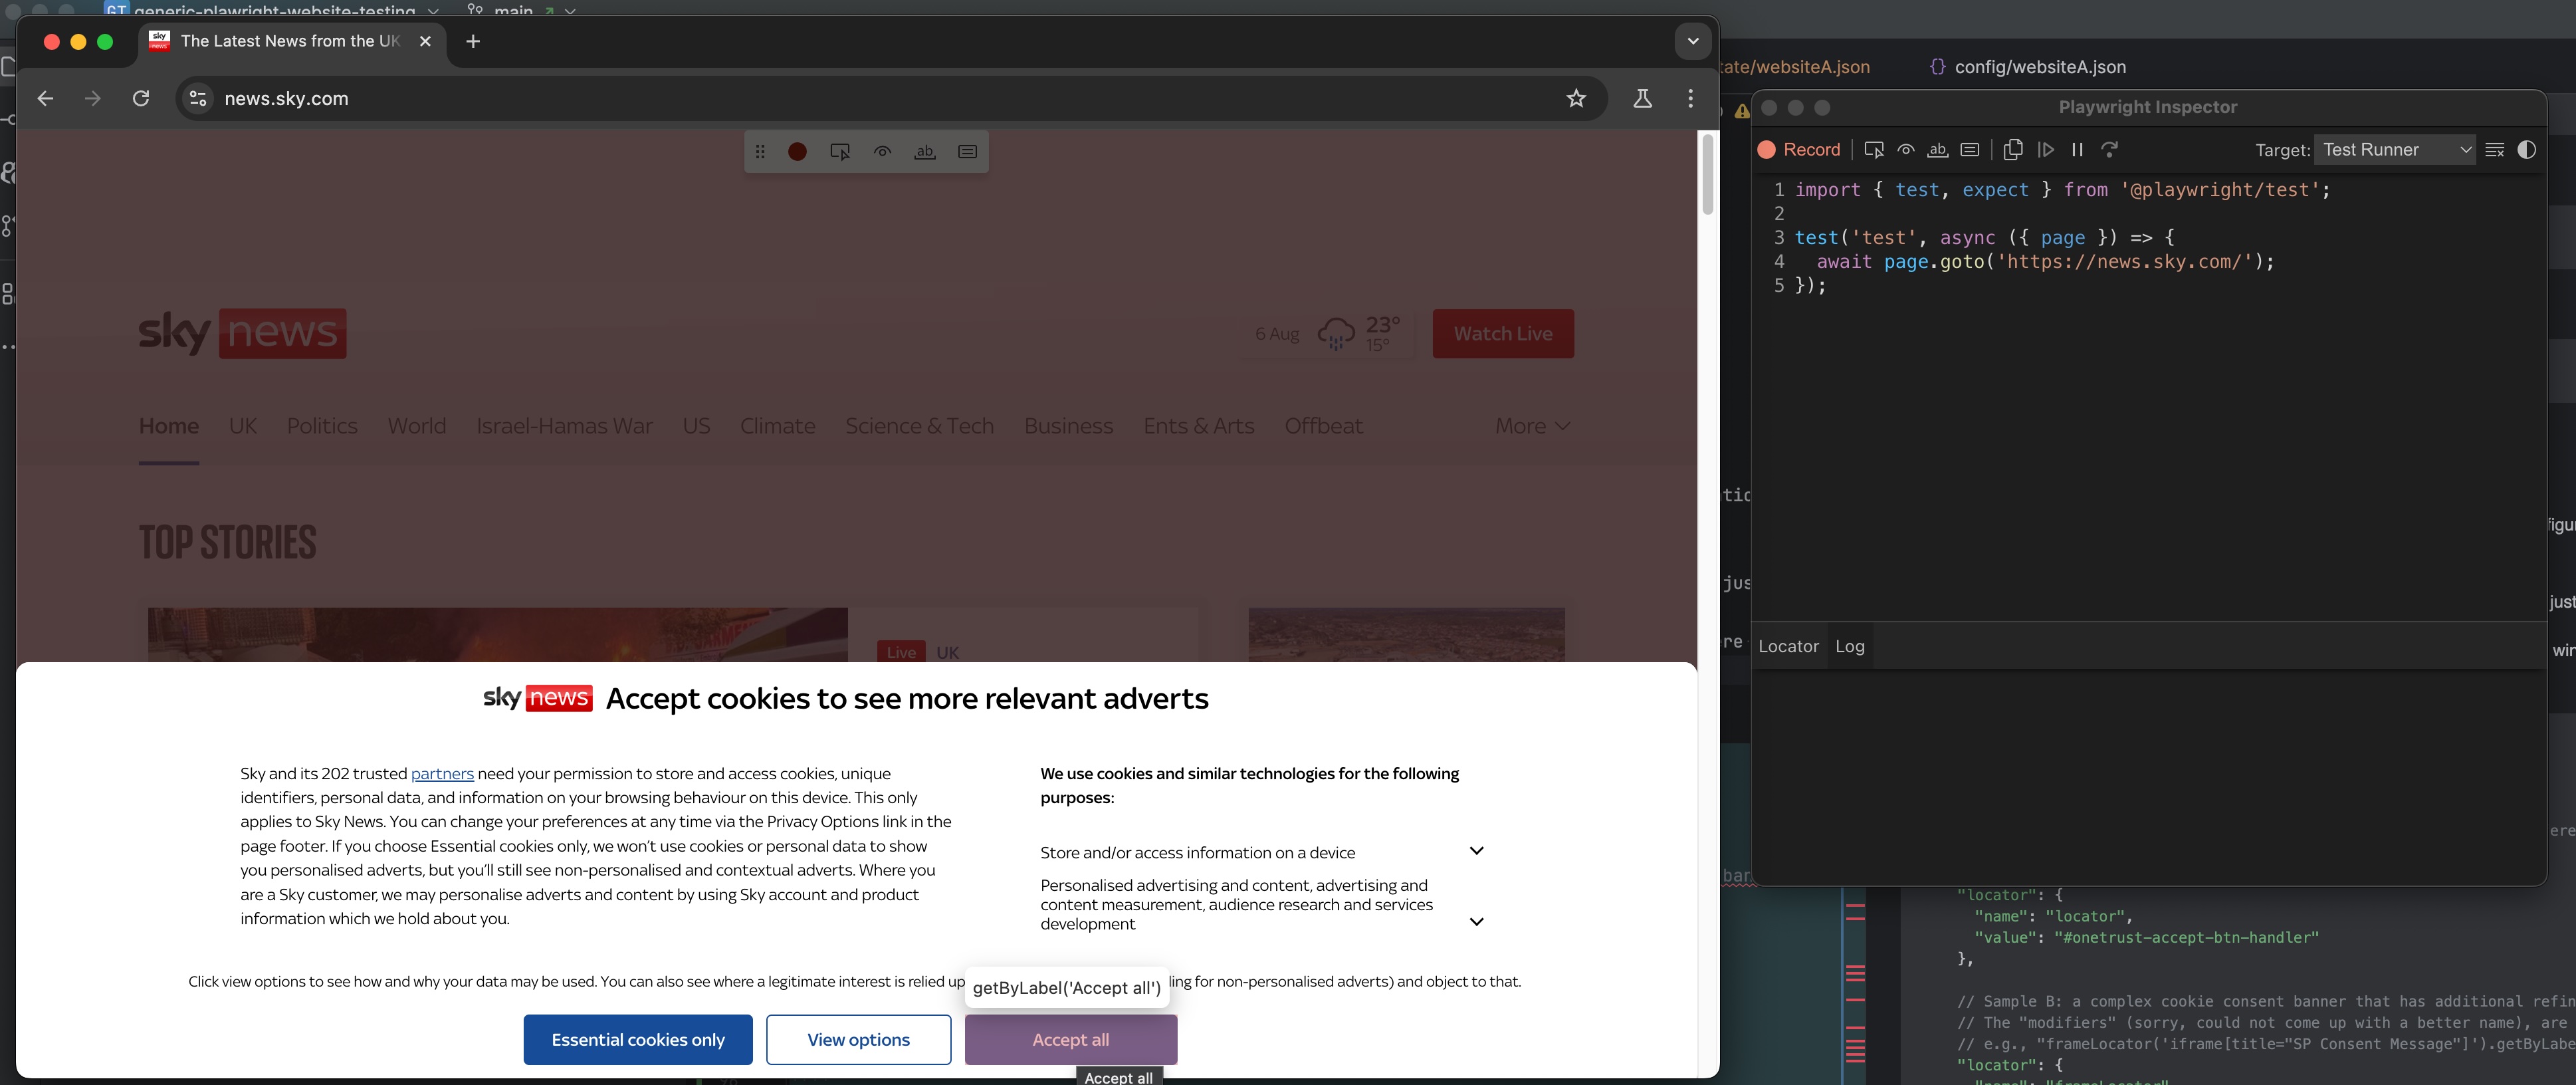 GT generic-playwright-website-testing
main
The Latest News from the UK
news.sky.com
ab
sky news
6 Aug
23°
15°
Watch Live
Home UK Politics World Israel-Hamas War US Climate Science & Tech Business Ents & Arts Offbeat More
TOP STORIES
Live UK
sky news Accept cookies to see more relevant adverts
Sky and its 202 trusted partners need your permission to store and access cookies, unique
identifiers, personal data, and information on your browsing behaviour on this device. This only
applies to Sky News. You can change your preferences at any time via the Privacy Options link in the
page footer. If you choose Essential cookies only, we won't use cookies or personal data to show
you personalised adverts, but you'll still see non-personalised and contextual adverts. Where you
are a Sky customer, we may personalise adverts and content by using Sky account and product
information which we hold about you.
We use cookies and similar technologies for the following
purposes:
Store and/or access information on a device
Personalised advertising and content, advertising and
content measurement, audience research and services
development
Click view options to see how and why your data may be used. You can also see where a legitimate interest is relied up
ling for non-personalised adverts) and object to that.
getByLabel('Accept all')
Essential cookies only
View options
Accept all
Accept all
tate/websiteA.json
{} config/websiteA.json
Playwright Inspector
Record
ab
Target: Test Runner
1 import { test, expect } from '@playwright/test';
2
3 test('test', async ({ page }) => {
4 await page.goto('https://news.sky.com/');
5 });
Locator Log
"locator": {
"name": "locator",
"value": "#onetrust-accept-btn-handler"
},
// Sample B: a complex cookie consent banner that has additional refin
// The "modifiers" (sorry, could not come up with a better name), are
// e.g., "frameLocator('iframe[title="SP Consent Message"]').getByLabe
"locator": {